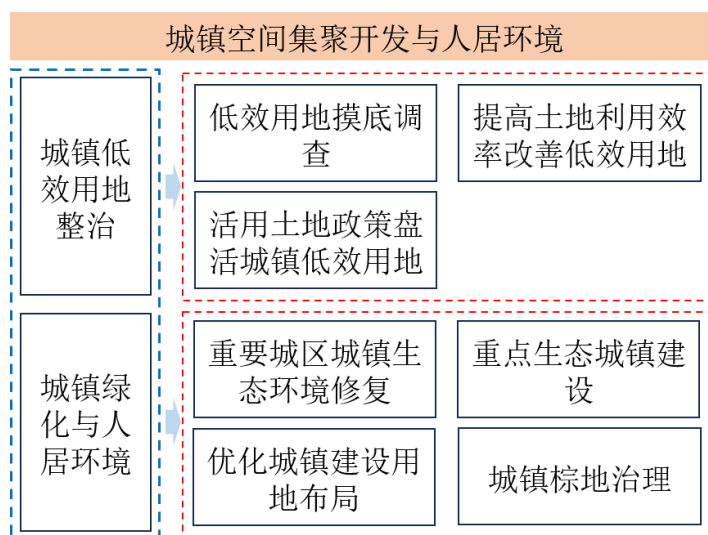 城镇空间集聚开发与人居环境
城镇低
效用地
整治
低效用地摸底调
查
提高土地利用效
率改善低效用地
活用土地政策盘
活城镇低效用地
城镇绿
化与人
居环境
重要城区城镇生
态环境修复
重点生态城镇建
设
优化城镇建设用
地布局
城镇棕地治理